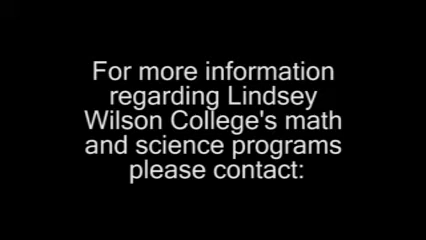 For more information
regarding Lindsey
Wilson College's math
and science programs
please contact: